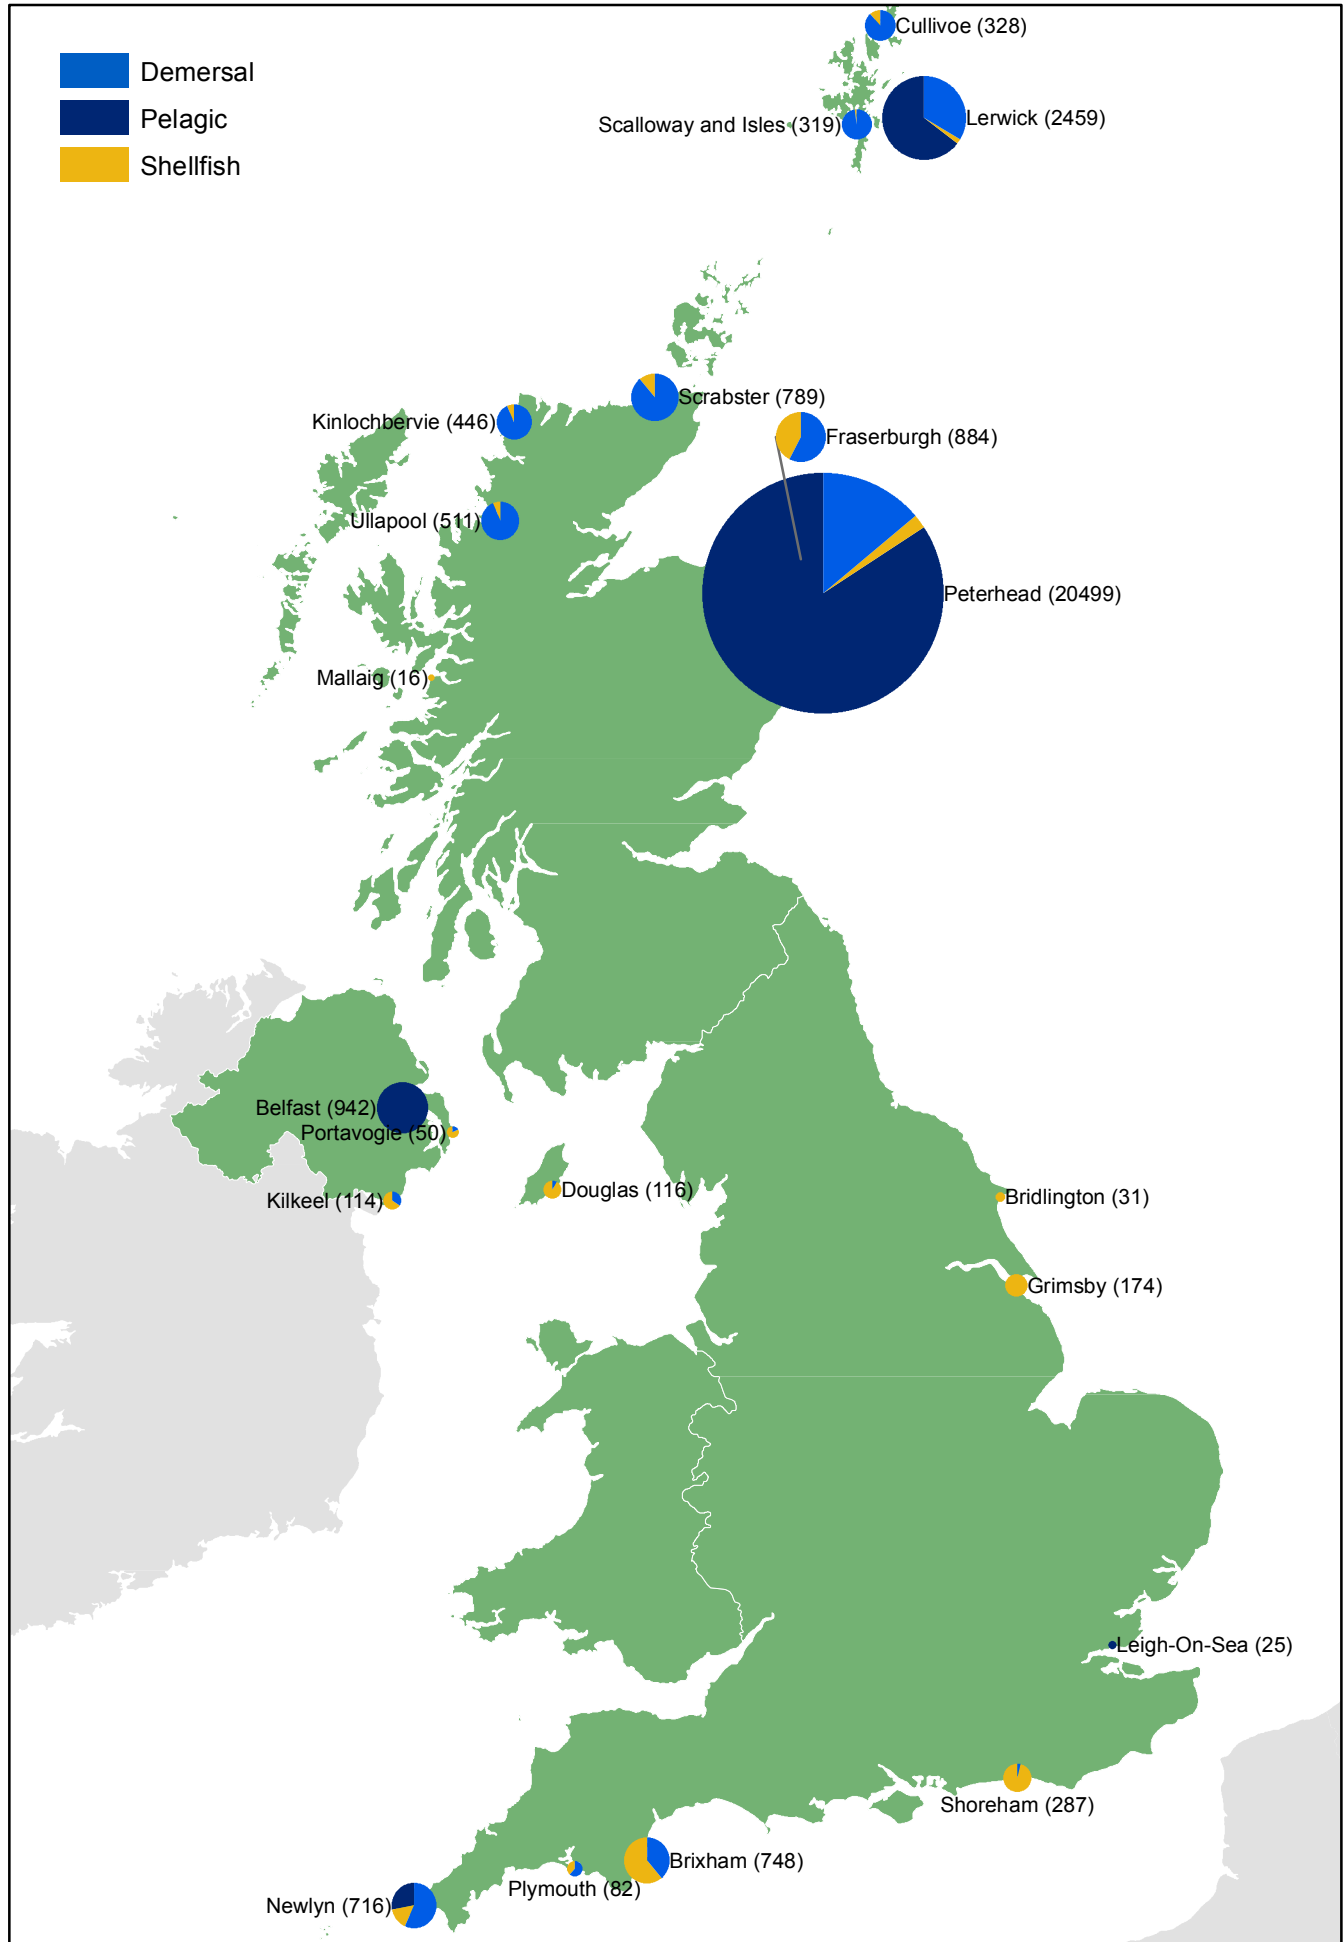 Demersal
Pelagic
Shellfish
Cullivoe (328)
Lerwick (2459)
Scalloway and Isles (319)
Scrabster (789)
Kinlochbervie (446)
Fraserburgh (884)
Ullapool (511)
Peterhead (20499)
Mallaig (16)
Belfast (942)
Portavogie (50)
Kilkeel (114)
Douglas (116)
Bridlington (31)
Grimsby (174)
Leigh-On-Sea (25)
Shoreham (287)
Brixham (748)
Plymouth (82)
Newlyn (716)